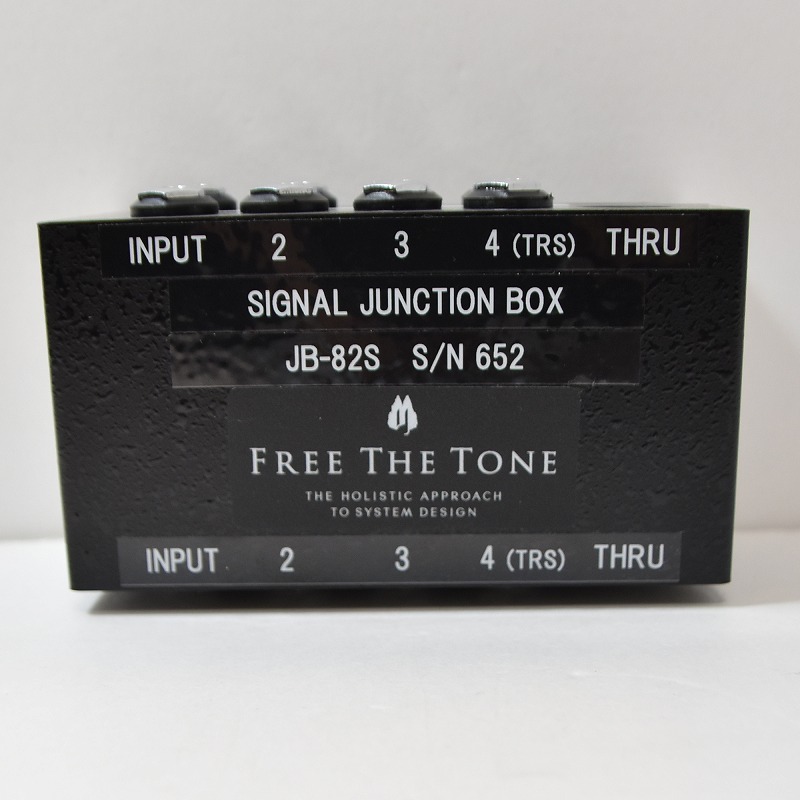 INPUT 2 3 4 (TRS) THRU
SIGNAL JUNCTION BOX
JB-82S S/N 652
FREE THE TONE
THE HOLISTIC APPROACH
TO SYSTEM DESIGN
INPUT 2 3 4 (TRS) THRU